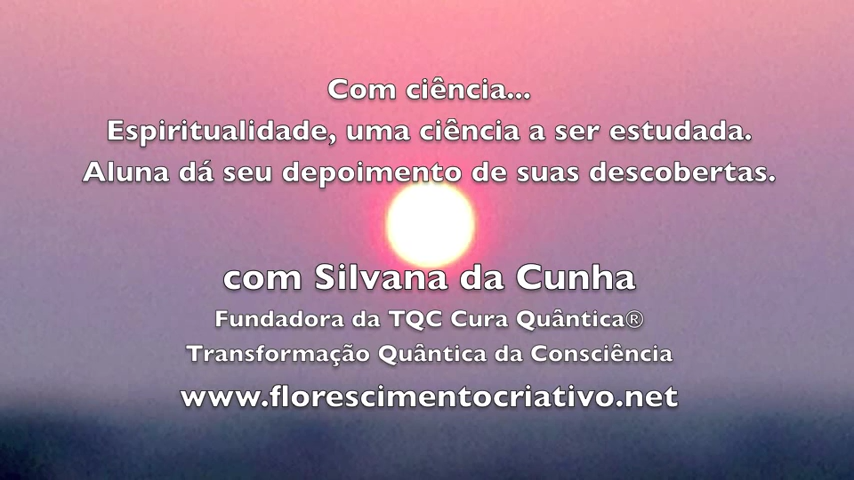 Com ciência...
Espiritualidade, uma ciência a ser estudada.
Aluna dá seu depoimento de suas descobertas.
com Silvana da Cunha
Fundadora da TQC Cura Quântica®
Transformação Quântica da Consciência
www.florescimentocriativo.net